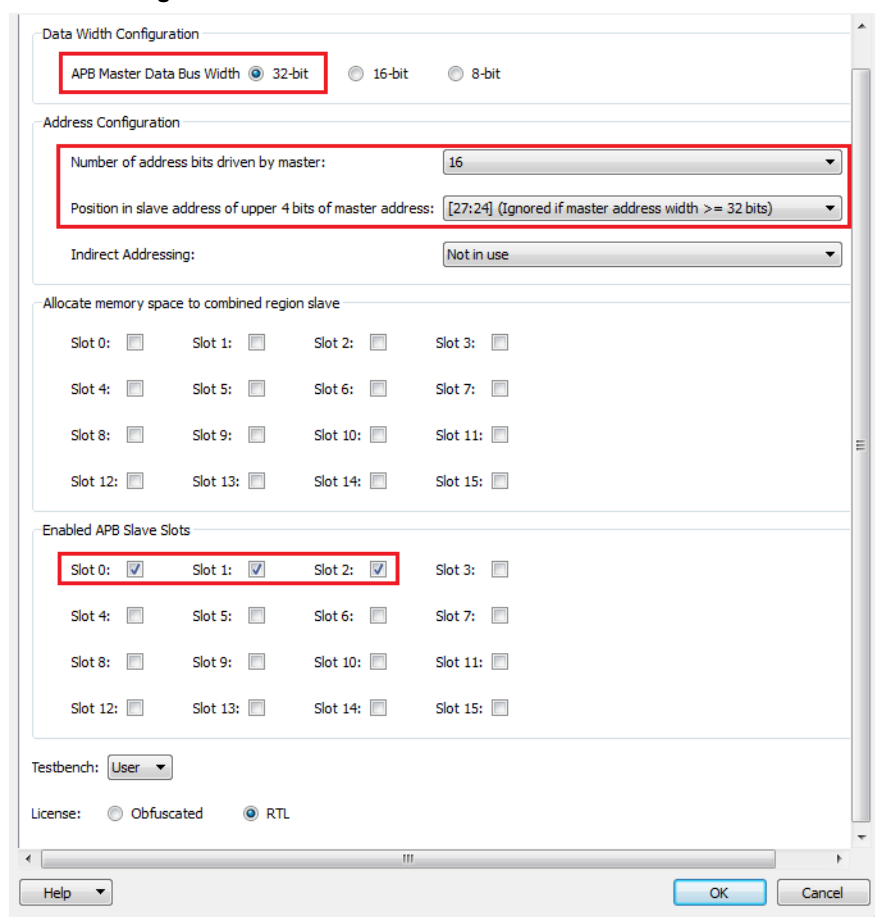 Data Width Configuration
APB Master Data Bus Width 32-bit 16-bit 8-bit
Address Configuration
Number of address bits driven by master: 16
Position in slave address of upper 4 bits of master address: [27:24] (Ignored if master address width >= 32 bits)
Indirect Addressing: Not in use
Allocate memory space to combined region slave
Slot 0: Slot 1: Slot 2: Slot 3:
Slot 4: Slot 5: Slot 6: Slot 7:
Slot 8: Slot 9: Slot 10: Slot 11:
Slot 12: Slot 13: Slot 14: Slot 15:
Enabled APB Slave Slots
Slot 0: Slot 1: Slot 2: Slot 3:
Slot 4: Slot 5: Slot 6: Slot 7:
Slot 8: Slot 9: Slot 10: Slot 11:
Slot 12: Slot 13: Slot 14: Slot 15:
Testbench: User
License: Obfuscated RTL
Help OK Cancel